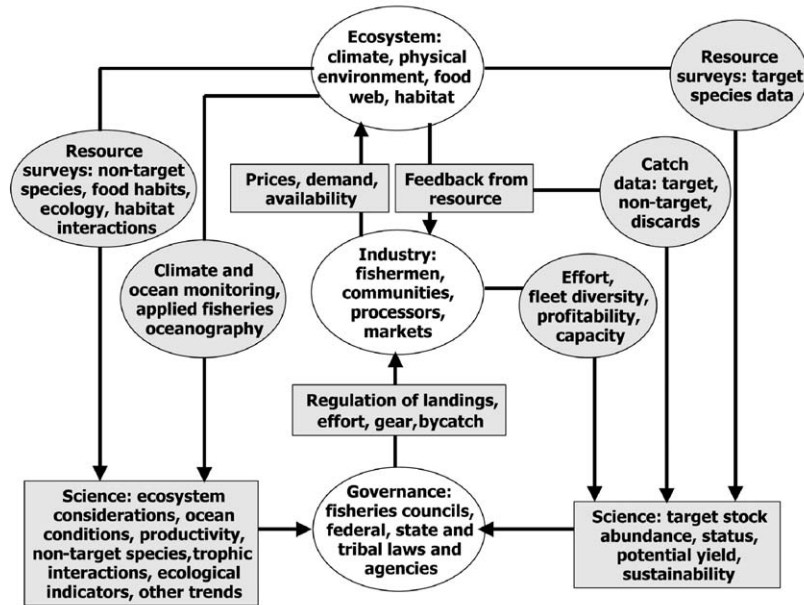 Ecosystem:
climate, physical
environment, food
web, habitat
Resource
surveys: target
species data
Resource
surveys: non-target
species, food habits,
ecology, habitat
interactions
Prices, demand,
availability
Feedback from
resource
Catch
data: target,
non-target,
discards
Climate and
ocean monitoring,
applied fisheries
oceanography
Industry:
fishermen,
communities,
processors,
markets
Effort,
fleet diversity,
profitability,
capacity
Regulation of landings,
effort, gear,bycatch
Science: ecosystem
considerations, ocean
conditions, productivity,
non-target species,trophic
interactions, ecological
indicators, other trends
Governance:
fisheries councils,
federal, state and
tribal laws and
agencies
Science: target stock
abundance, status,
potential yield,
sustainability